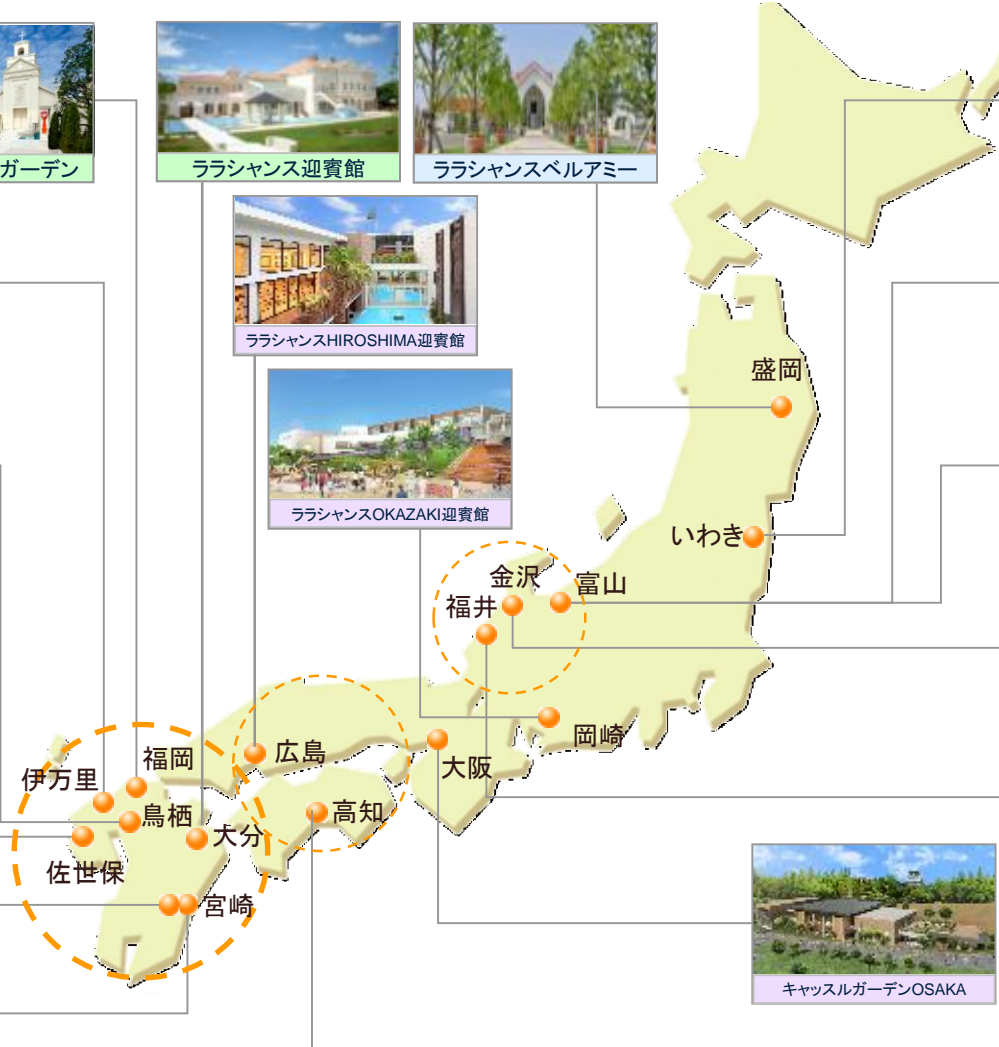 ガーデン
ララシャンス迎賓館
ララシャンスベルアミー
ララシャンスHIROSHIMA迎賓館
ララシャンスOKAZAKI迎賓館
盛岡
いわき
金沢
富山
福井
岡崎
大阪
広島
高知
福岡
伊万里
鳥栖
大分
佐世保
宮崎
キャッスルガーデンOSAKA